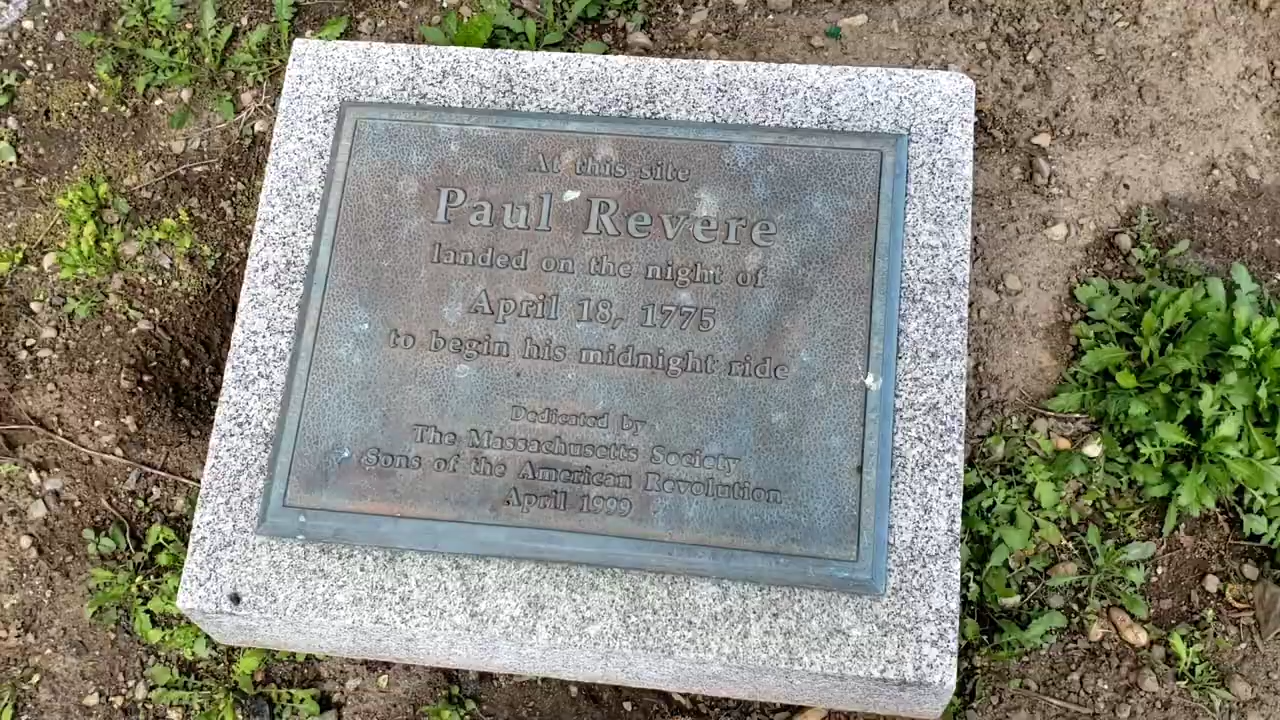 At this site
Paul Revere
landed on the night of
April 18, 1775
to begin his midnight ride
Dedicated by
The Massachusetts Society
Sons of the American Revolution
April 1999